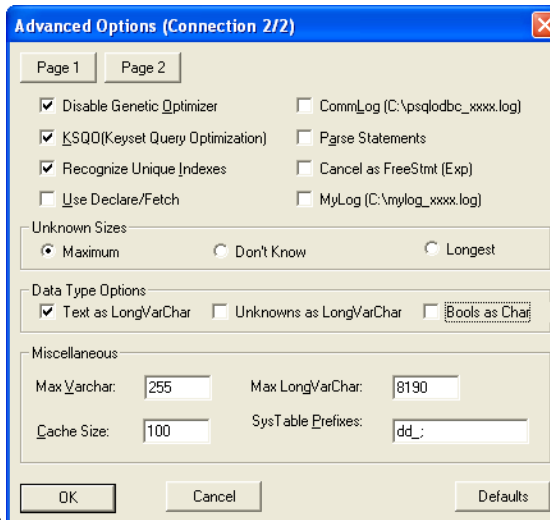 Advanced Options (Connection 2/2)
Page 1 Page 2
Disable Genetic Optimizer CommLog (C:\psqlodbc_xxxx.log)
KSQO(Keyset Query Optimization) Parse Statements
Recognize Unique Indexes Cancel as FreeStmt (Exp)
Use Declare/Fetch MyLog (C:\mylog_xxxx.log)
Unknown Sizes
Maximum Don't Know Longest
Data Type Options
Text as LongVarChar Unknowns as LongVarChar Bools as Char
Miscellaneous
Max Varchar: 255 Max LongVarChar: 8190
Cache Size: 100 SysTable Prefixes: dd_;
OK Cancel Defaults